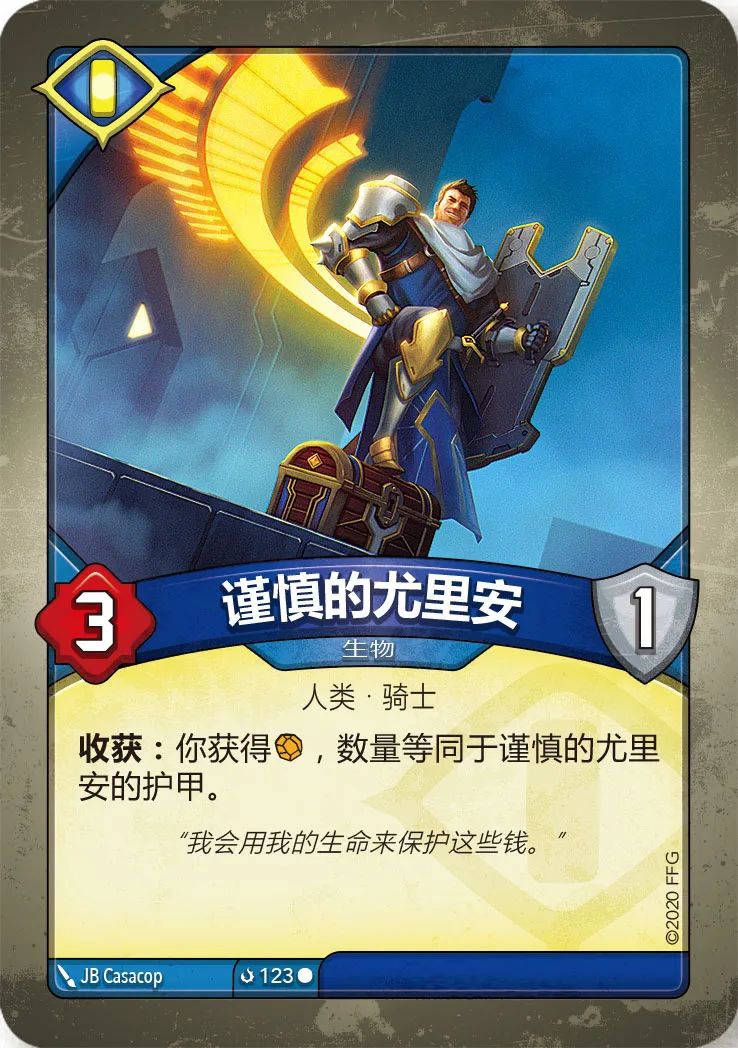 谨慎的尤里安
3
1
生物
人类 · 骑士
收获：你获得，数量等同于谨慎的尤里
安的护甲。
“我会用我的生命来保护这些钱。”
©2020 FFG
JB Casacop
123